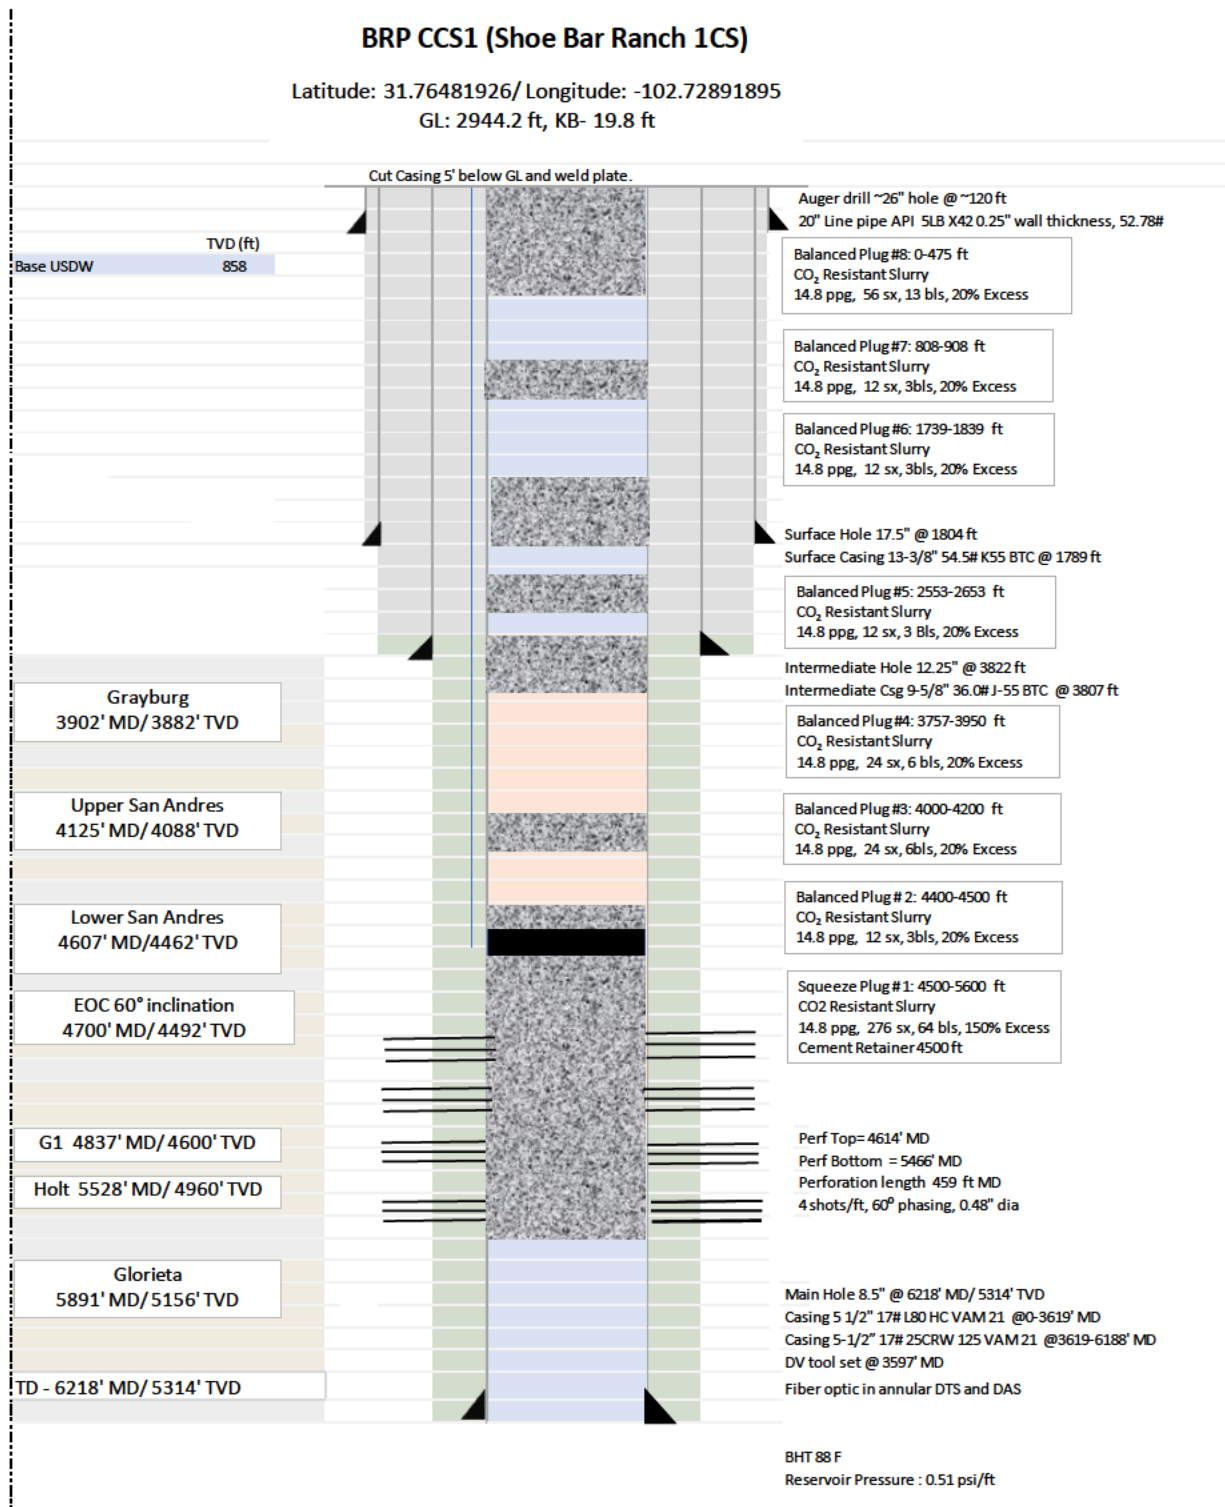 BRP CCS1 (Shoe Bar Ranch 1CS)
Latitude: 31.76481926/ Longitude: -102.72891895
GL: 2944.2 ft, KB- 19.8 ft
Cut Casing 5' below GL and weld plate.
Auger drill ~26" hole @ ~120 ft
20" Line pipe API 5LB X42 0.25" wall thickness, 52.78#
TVD (ft)
Base USDW 858
Balanced Plug #8: 0-475 ft
CO₂ Resistant Slurry
14.8 ppg, 56 sx, 13 bls, 20% Excess
Balanced Plug #7: 808-908 ft
CO₂ Resistant Slurry
14.8 ppg, 12 sx, 3bls, 20% Excess
Balanced Plug #6: 1739-1839 ft
CO₂ Resistant Slurry
14.8 ppg, 12 sx, 3bls, 20% Excess
Surface Hole 17.5" @ 1804 ft
Surface Casing 13-3/8" 54.5# K55 BTC @ 1789 ft
Balanced Plug #5: 2553-2653 ft
CO₂ Resistant Slurry
14.8 ppg, 12 sx, 3 Bls, 20% Excess
Intermediate Hole 12.25" @ 3822 ft
Intermediate Csg 9-5/8" 36.0# J-55 BTC @ 3807 ft
Grayburg
3902' MD/ 3882' TVD
Balanced Plug #4: 3757-3950 ft
CO₂ Resistant Slurry
14.8 ppg, 24 sx, 6 bls, 20% Excess
Upper San Andres
4125' MD/ 4088' TVD
Balanced Plug #3: 4000-4200 ft
CO₂ Resistant Slurry
14.8 ppg, 24 sx, 6bls, 20% Excess
Lower San Andres
4607' MD/4462' TVD
Balanced Plug # 2: 4400-4500 ft
CO₂ Resistant Slurry
14.8 ppg, 12 sx, 3bls, 20% Excess
EOC 60° inclination
4700' MD/ 4492' TVD
Squeeze Plug # 1: 4500-5600 ft
CO2 Resistant Slurry
14.8 ppg, 276 sx, 64 bls, 150% Excess
Cement Retainer 4500 ft
G1 4837' MD/ 4600' TVD
Holt 5528' MD/ 4960' TVD
Perf Top= 4614' MD
Perf Bottom = 5466' MD
Perforation length 459 ft MD
4 shots/ft, 60⁰ phasing, 0.48" dia
Glorieta
5891' MD/ 5156' TVD
Main Hole 8.5" @ 6218' MD/ 5314' TVD
Casing 5 1/2" 17# L80 HC VAM 21 @0-3619' MD
Casing 5-1/2" 17# 25CRW 125 VAM 21 @3619-6188' MD
DV tool set @ 3597' MD
Fiber optic in annular DTS and DAS
TD - 6218' MD/ 5314' TVD
BHT 88 F
Reservoir Pressure : 0.51 psi/ft